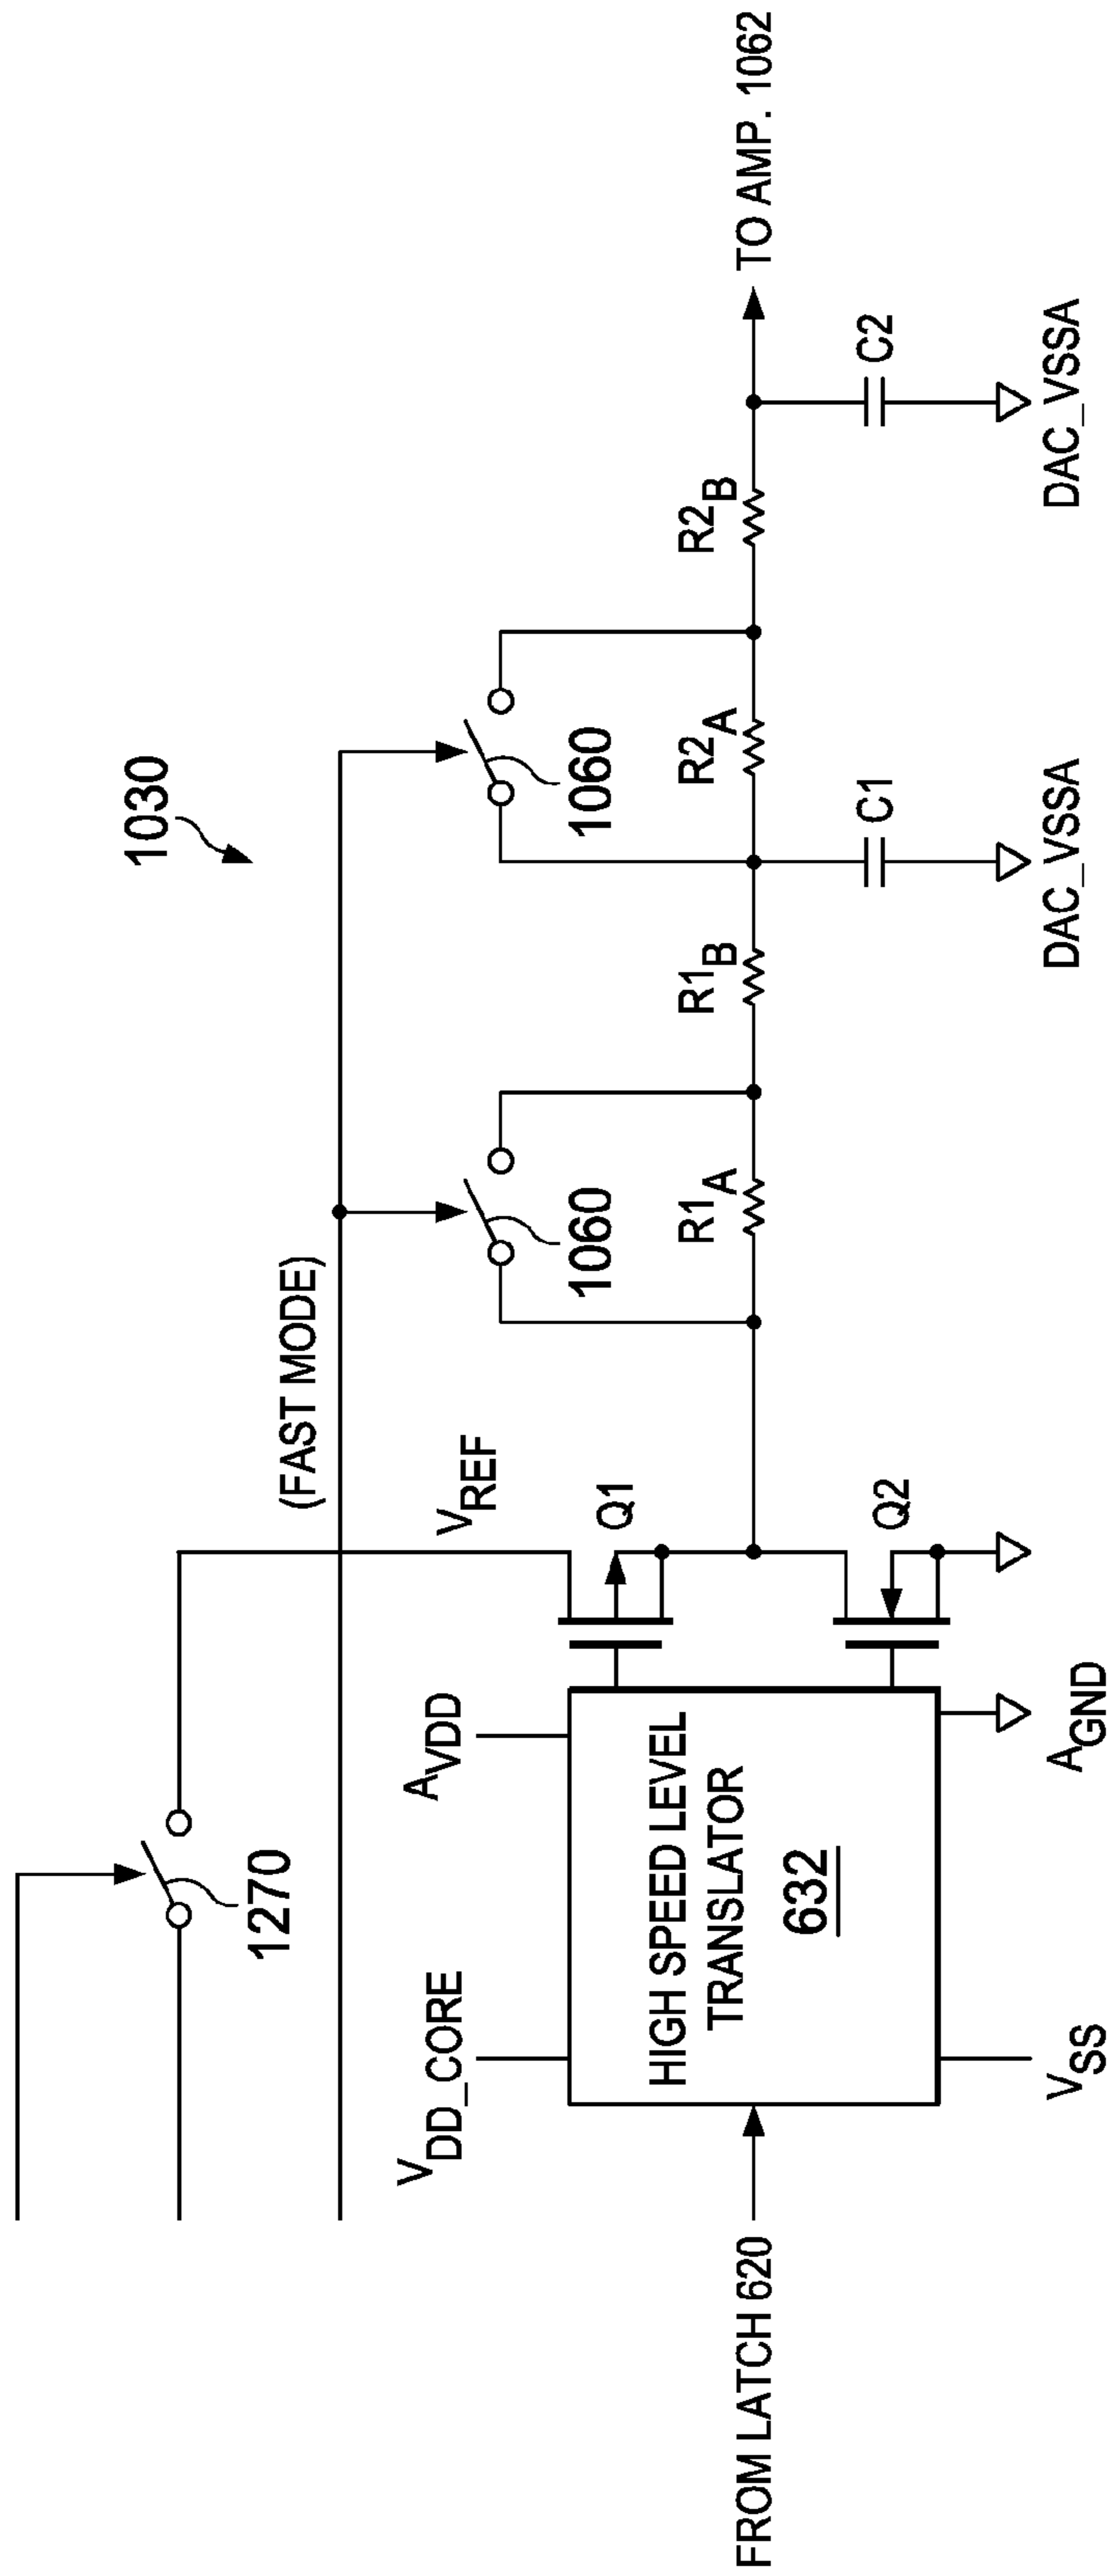 1030
(FAST MODE)
1270
VREF
1060
1060
VDD_CORE
AVDD
Q1
R1A
R1B
R2A
R2B
TO AMP. 1062
FROM LATCH 620
HIGH SPEED LEVEL
TRANSLATOR
632
Q2
C1
C2
VSS
AGND
DAC_VSSA
DAC_VSSA